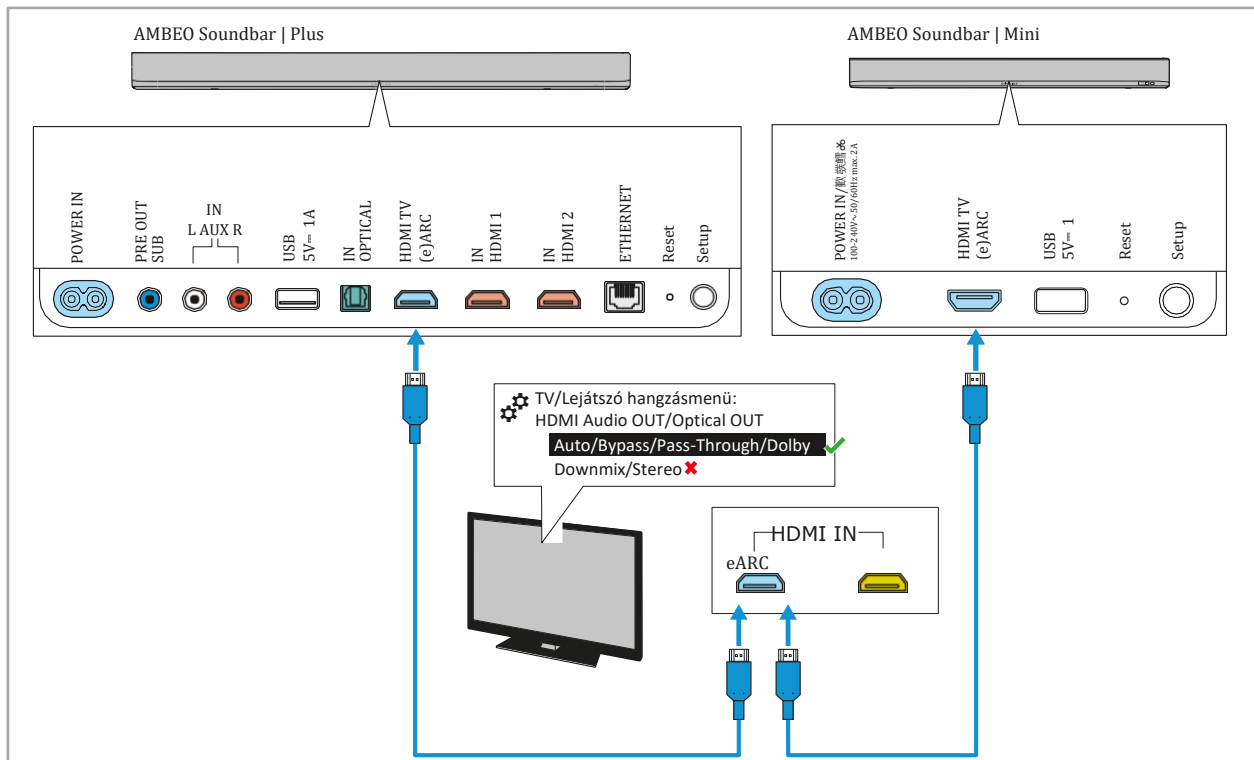 AMBEO Soundbar | Plus
AMBEO Soundbar | Mini
POWER IN
PRE OUT
SUB
IN
L AUX R
USB
5V⎓ 1A
IN
OPTICAL
HDMI TV
(e)ARC
IN
HDMI 1
IN
HDMI 2
ETHERNET
Reset
Setup
POWER IN/
100-240V~ 50/60Hz max. 2A
HDMI TV
(e)ARC
USB
5V⎓ 1
Reset
Setup
TV/Lejátszó hangzásmenü:
HDMI Audio OUT/Optical OUT
Auto/Bypass/Pass-Through/Dolby
Downmix/Stereo
HDMI IN
eARC